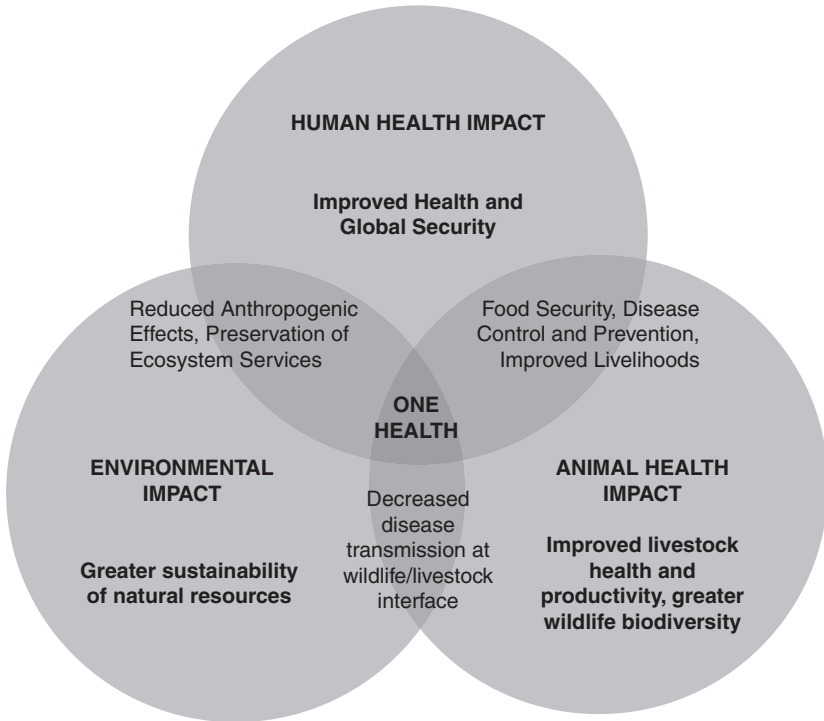 HUMAN HEALTH IMPACT
Improved Health and
Global Security
Reduced Anthropogenic
Effects, Preservation of
Ecosystem Services
Food Security, Disease
Control and Prevention,
Improved Livelihoods
ONE
HEALTH
ENVIRONMENTAL
IMPACT
Greater sustainability
of natural resources
Decreased
disease
transmission at
wildlife/livestock
interface
ANIMAL HEALTH
IMPACT
Improved livestock
health and
productivity, greater
wildlife biodiversity